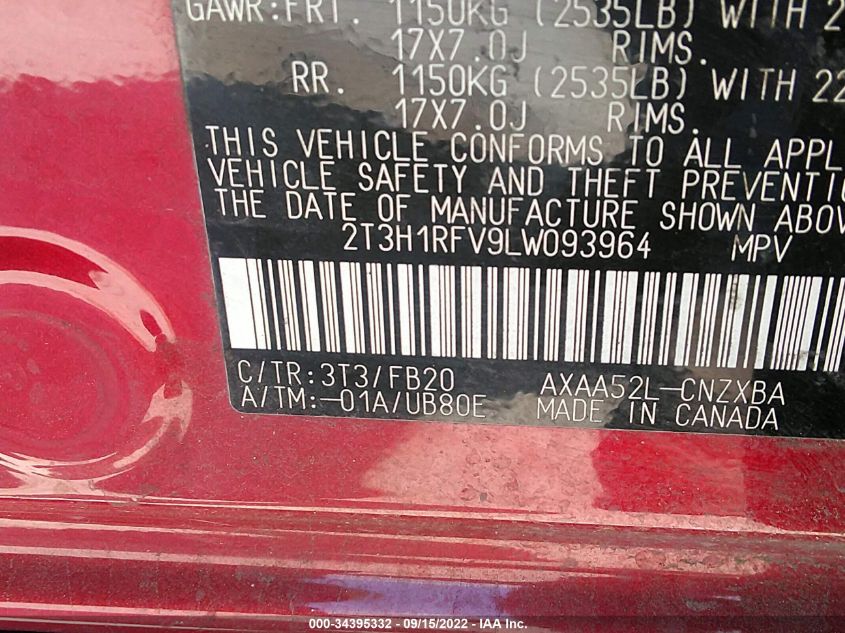 GAWR:FRT. 1150KG (2535LB) WITH 2
17X7.0J RIMS.
RR. 1150KG (2535LB) WITH 22
17X7.0J RIMS.
THIS VEHICLE CONFORMS TO ALL APPL
VEHICLE SAFETY AND THEFT PREVENTIO
THE DATE OF MANUFACTURE SHOWN ABOV
2T3H1RFV9LW093964 MPV
C/TR:3T3/FB20 AXAA52L-CNZXBA
A/TM:-01A/UB80E MADE IN CANADA
000-34395332 - 09/15/2022 - IAA Inc.